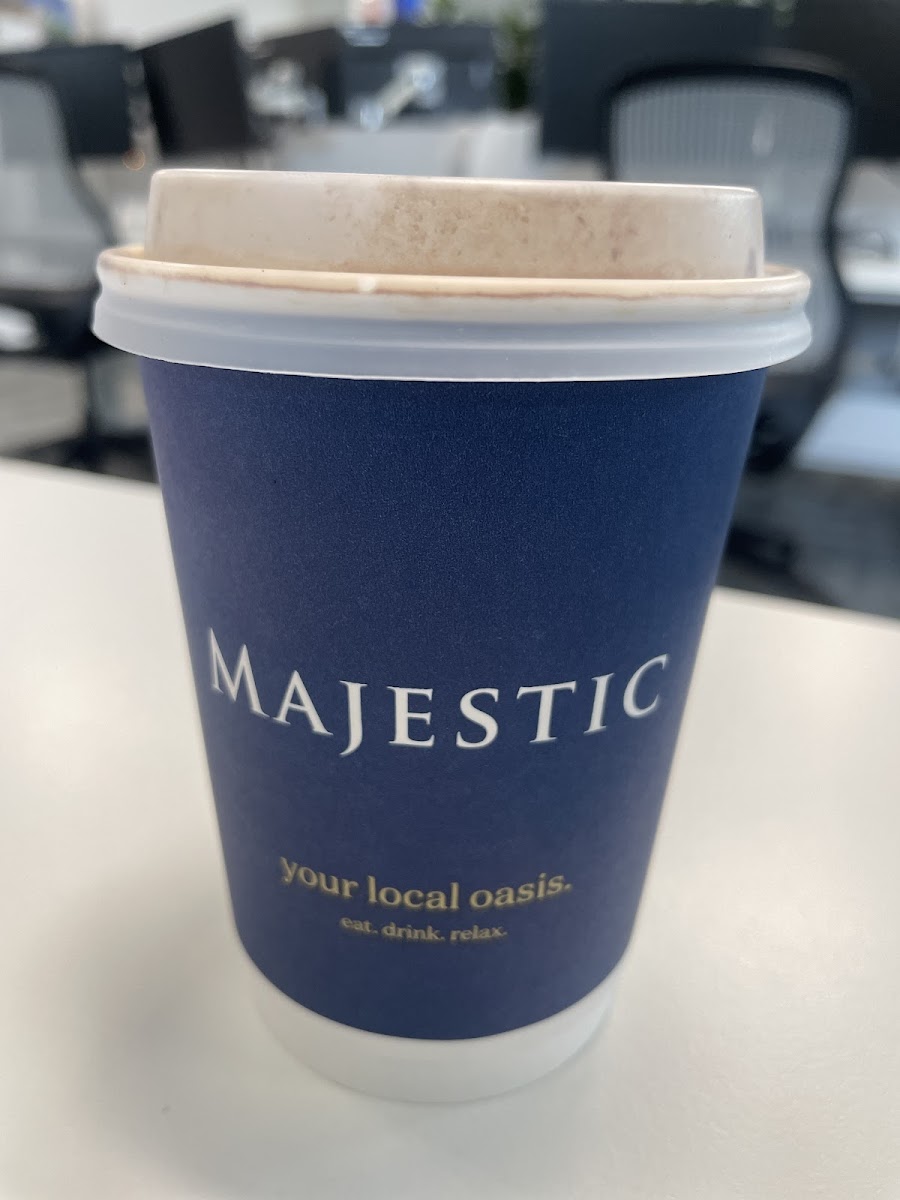 MAJESTIC
your local oasis.
eat. drink. relax.